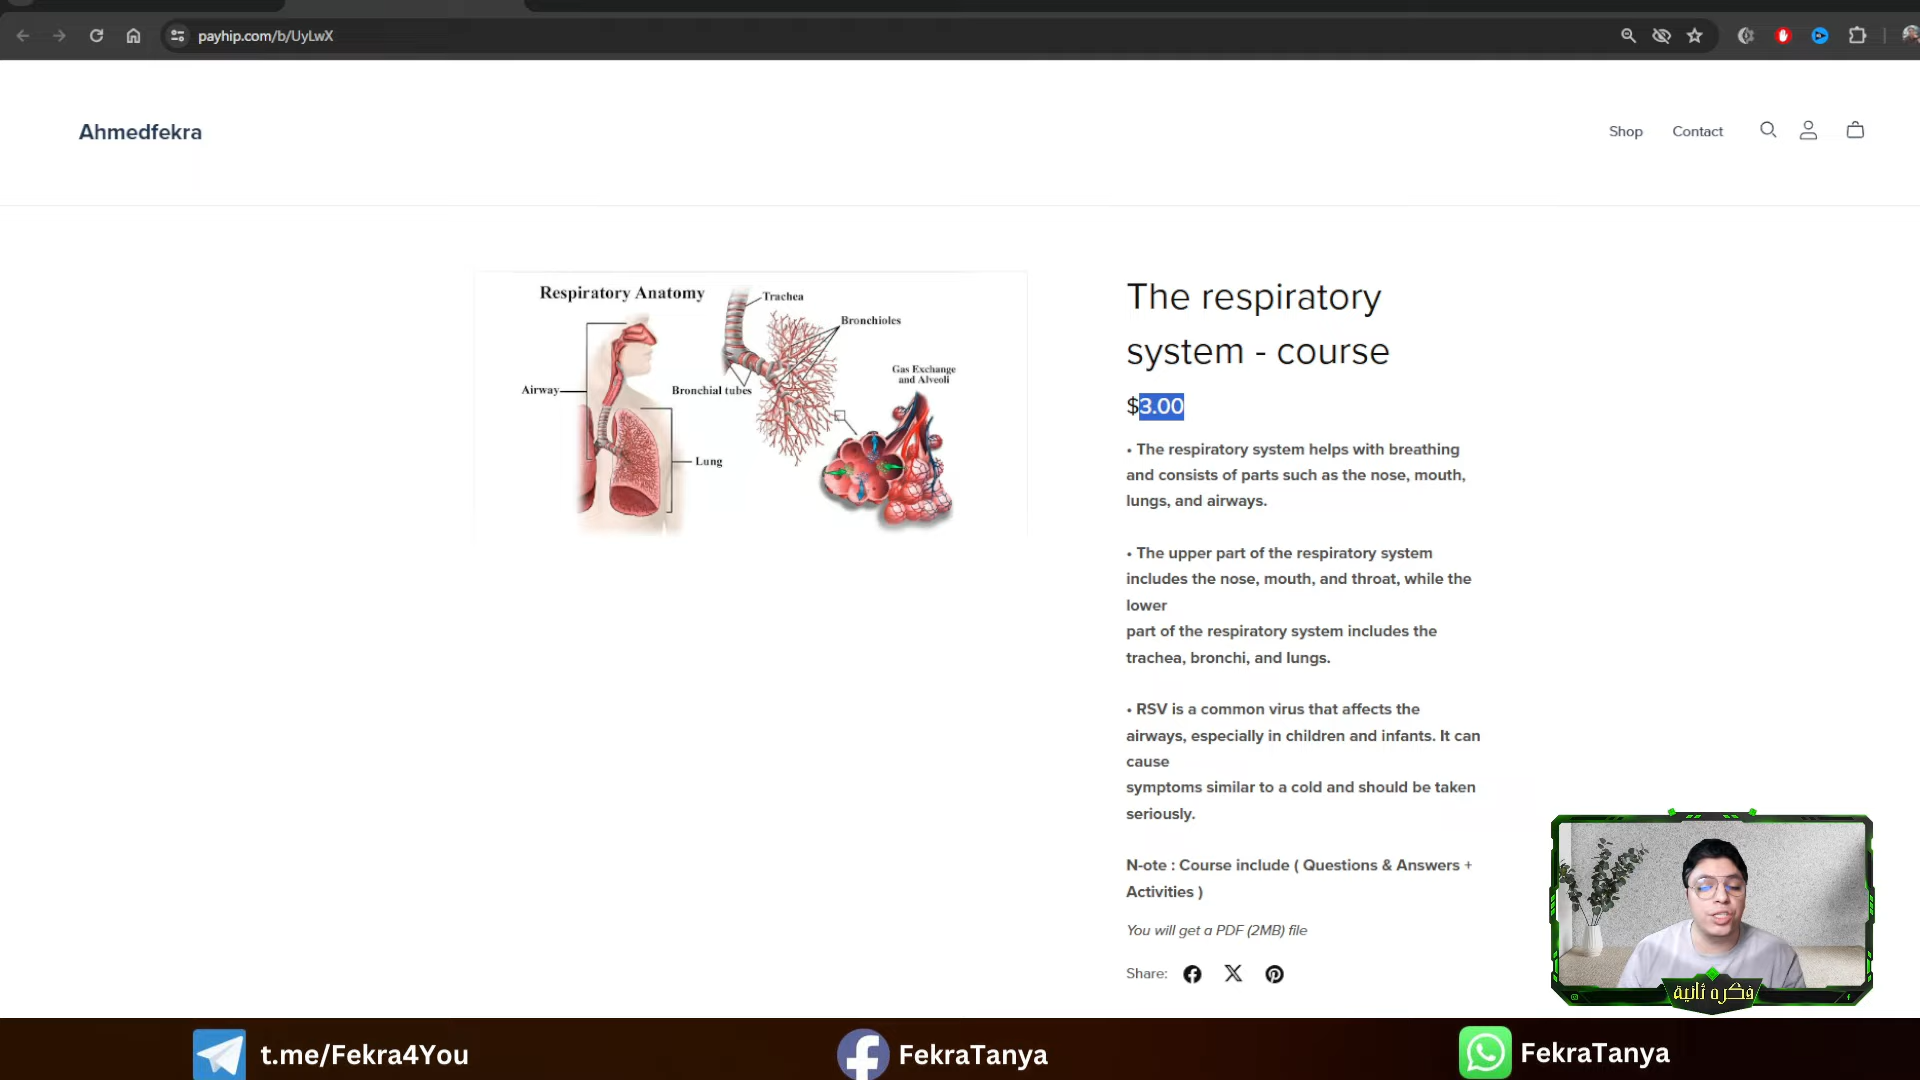 payhip.com/b/UyLwX
Ahmedfekra
Shop
Contact
Respiratory Anatomy
Trachea
Bronchioles
Gas Exchange
and Alveoli
Airway
Bronchial tubes
Lung
The respiratory
system - course
$3.00
• The respiratory system helps with breathing
and consists of parts such as the nose, mouth,
lungs, and airways.
• The upper part of the respiratory system
includes the nose, mouth, and throat, while the
lower
part of the respiratory system includes the
trachea, bronchi, and lungs.
• RSV is a common virus that affects the
airways, especially in children and infants. It can
cause
symptoms similar to a cold and should be taken
seriously.
N-ote : Course include ( Questions & Answers +
Activities )
You will get a PDF (2MB) file
Share:
فكره ثانية
t.me/Fekra4You
FekraTanya
FekraTanya